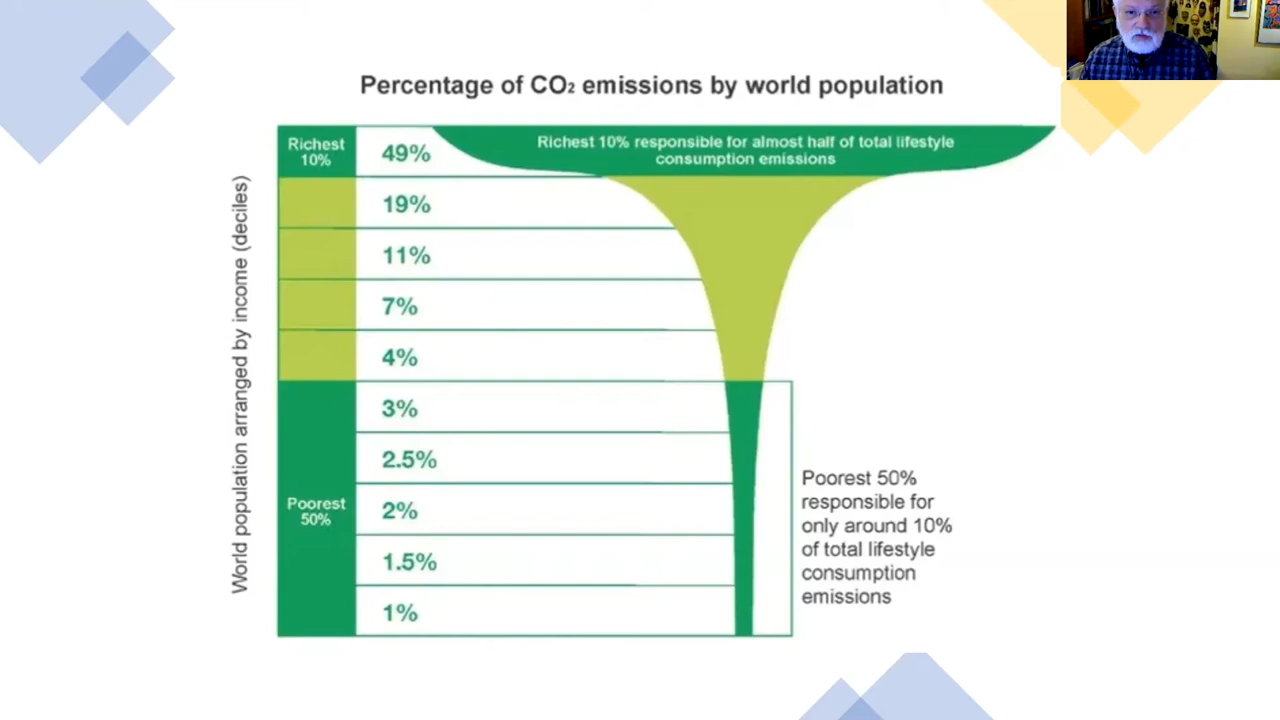 Percentage of CO₂ emissions by world population
World population arranged by income (deciles)
Richest
10%
49%
Richest 10% responsible for almost half of total lifestyle
consumption emissions
19%
11%
7%
4%
Poorest
50%
3%
2.5%
2%
1.5%
1%
Poorest 50%
responsible for
only around 10%
of total lifestyle
consumption
emissions